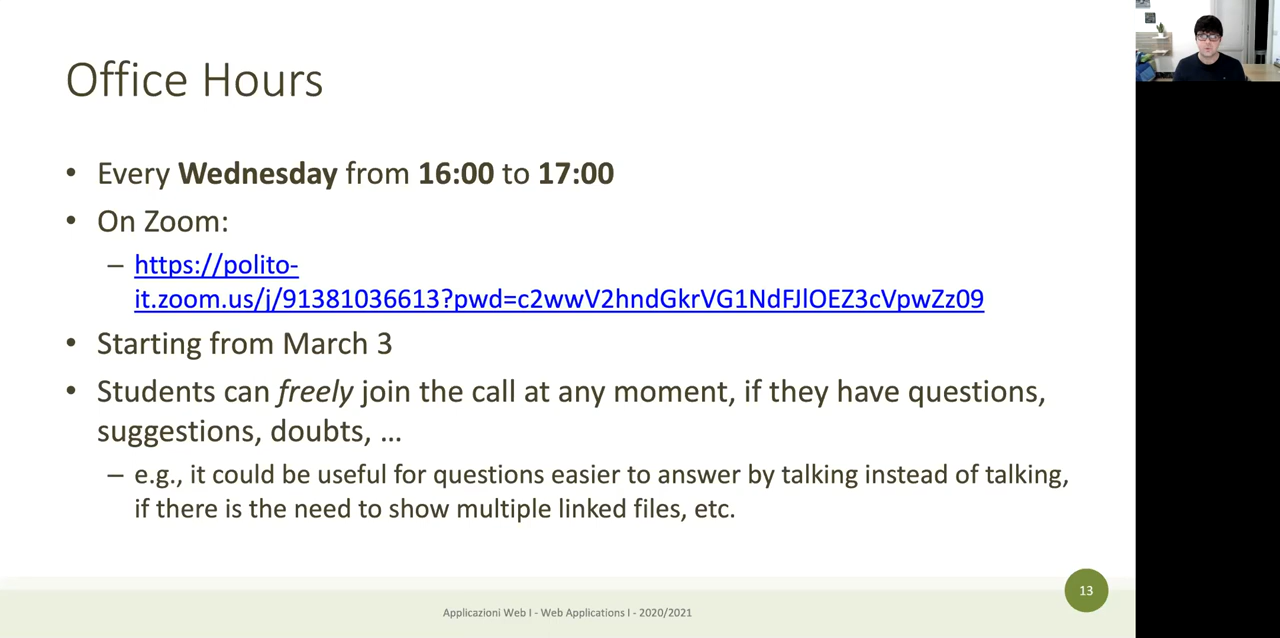 Office Hours
• Every Wednesday from 16:00 to 17:00
• On Zoom:
– https://polito-
it.zoom.us/j/91381036613?pwd=c2wwV2hndGkrVG1NdFJlOEZ3cVpwZz09
• Starting from March 3
• Students can freely join the call at any moment, if they have questions,
suggestions, doubts, …
– e.g., it could be useful for questions easier to answer by talking instead of talking,
if there is the need to show multiple linked files, etc.
13
Applicazioni Web I - Web Applications I - 2020/2021